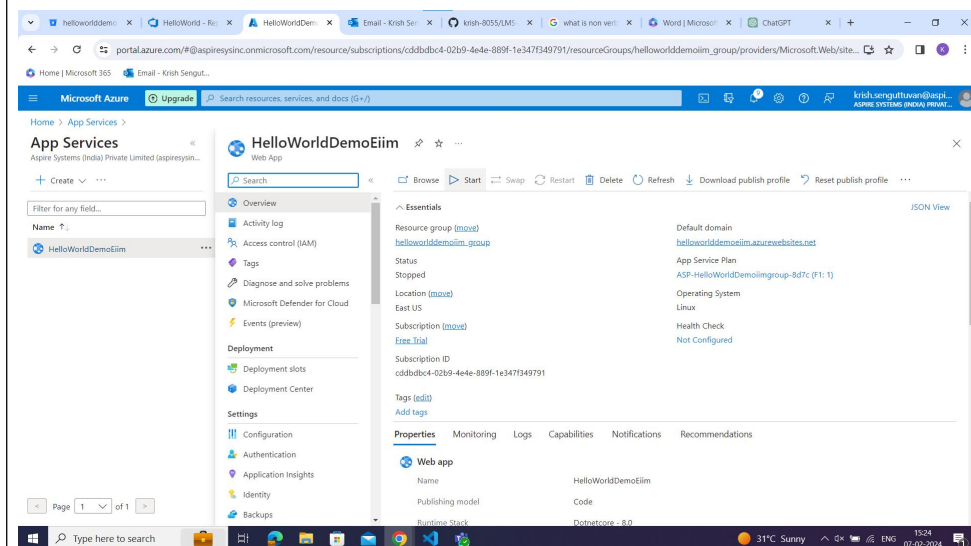 helloworlddemo
HelloWorld - Re
HelloWorldDem
Email - Krish Sen
krish-8055/LMS-
what is non vert
Word | Microsof
ChatGPT
portal.azure.com/#@aspiresysinc.onmicrosoft.com/resource/subscriptions/cddbdbc4-02b9-4e4e-889f-1e347f349791/resourceGroups/helloworlddemoiim_group/providers/Microsoft.Web/site...
Home | Microsoft 365
Email - Krish Sengut...
Microsoft Azure
Upgrade
Search resources, services, and docs (G+/)
krish.senguttuvan@aspi...
ASPIRE SYSTEMS (INDIA) PRIVAT...
Home > App Services >
App Services
Aspire Systems (India) Private Limited (aspiresysin...
Create
Filter for any field...
Name ↑↓
HelloWorldDemoEiim
Page 1 of 1
HelloWorldDemoEiim
Web App
Search
Overview
Activity log
Access control (IAM)
Tags
Diagnose and solve problems
Microsoft Defender for Cloud
Events (preview)
Deployment
Deployment slots
Deployment Center
Settings
Configuration
Authentication
Application Insights
Identity
Backups
Browse Start Swap Restart Delete Refresh Download publish profile Reset publish profile
Essentials
JSON View
Resource group (move)
helloworlddemoiim_group
Status
Stopped
Location (move)
East US
Subscription (move)
Free Trial
Subscription ID
cddbdbc4-02b9-4e4e-889f-1e347f349791
Default domain
helloworlddemoeiim.azurewebsites.net
App Service Plan
ASP-HelloWorldDemoiimgroup-8d7c (F1: 1)
Operating System
Linux
Health Check
Not Configured
Tags (edit)
Add tags
Properties Monitoring Logs Capabilities Notifications Recommendations
Web app
Name HelloWorldDemoEiim
Publishing model Code
Runtime Stack Dotnetcore - 8.0
Type here to search
31°C Sunny
ENG
15:24
07-02-2024